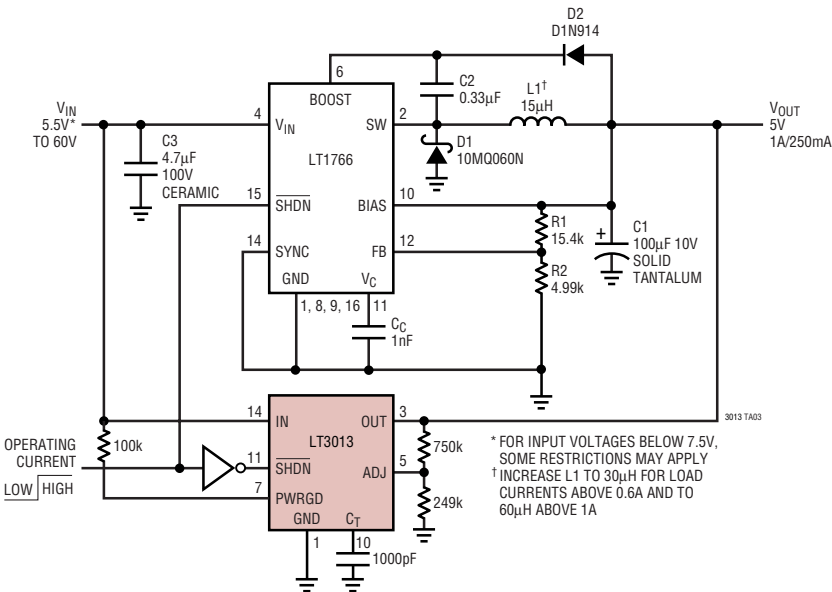 D2
D1N914
6
BOOST
C2
0.33µF
L1†
15µH
VIN
5.5V*
TO 60V
4
VIN
SW
2
VOUT
5V
1A/250mA
C3
4.7µF
100V
CERAMIC
LT1766
D1
10MQ060N
15
SHDN
BIAS
10
R1
15.4k
+
C1
100µF 10V
SOLID
TANTALUM
14
SYNC
FB
12
R2
4.99k
GND
VC
1, 8, 9, 16
11
CC
1nF
3013 TA03
14
IN
OUT
3
100k
LT3013
750k
OPERATING
CURRENT
LOW
HIGH
11
SHDN
ADJ
5
7
PWRGD
249k
GND
CT
1
10
1000pF
* FOR INPUT VOLTAGES BELOW 7.5V,
SOME RESTRICTIONS MAY APPLY
† INCREASE L1 TO 30µH FOR LOAD
CURRENTS ABOVE 0.6A AND TO
60µH ABOVE 1A